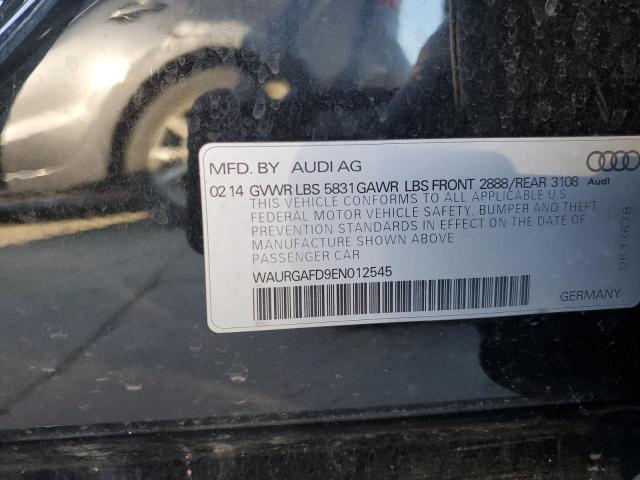 MFD. BY AUDI AG
02 14 GVWR LBS 5831 GAWR LBS FRONT 2888/REAR 3108 Audi
THIS VEHICLE CONFORMS TO ALL APPLICABLE U.S
FEDERAL MOTOR VEHICLE SAFETY, BUMPER AND THEFT
PREVENTION STANDARDS IN EFFECT ON THE DATE OF
MANUFACTURE SHOWN ABOVE
PASSENGER CAR
0633678
WAURGAFD9EN012545
GERMANY